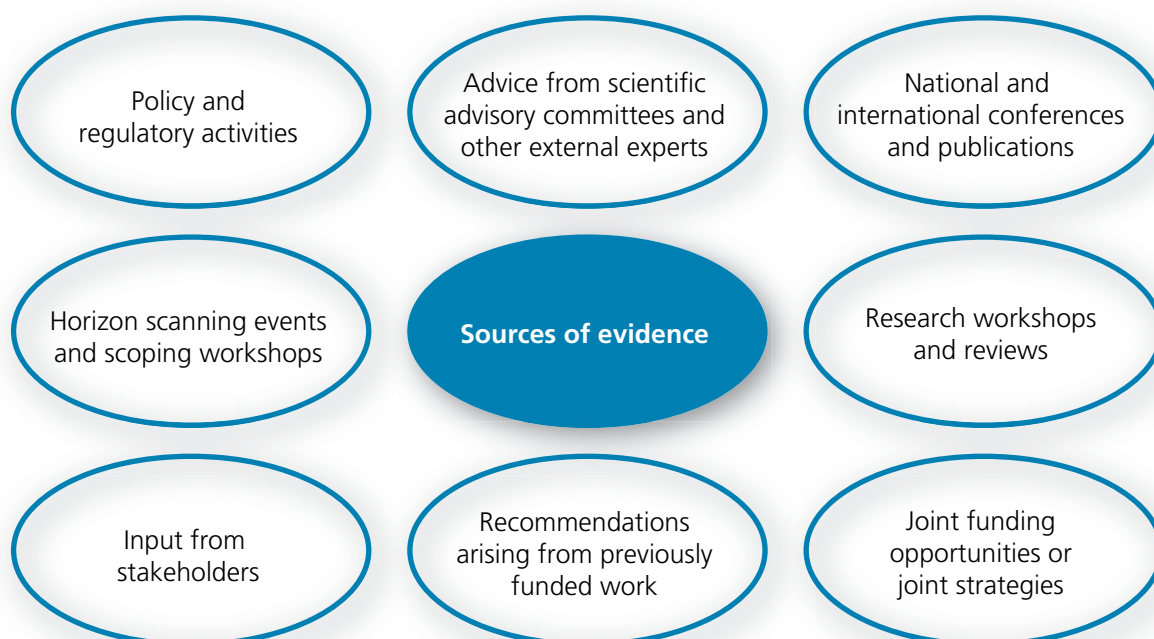 Policy and
regulatory activities
Advice from scientific
advisory committees and
other external experts
National and
international conferences
and publications
Horizon scanning events
and scoping workshops
Sources of evidence
Research workshops
and reviews
Input from
stakeholders
Recommendations
arising from previously
funded work
Joint funding
opportunities or
joint strategies